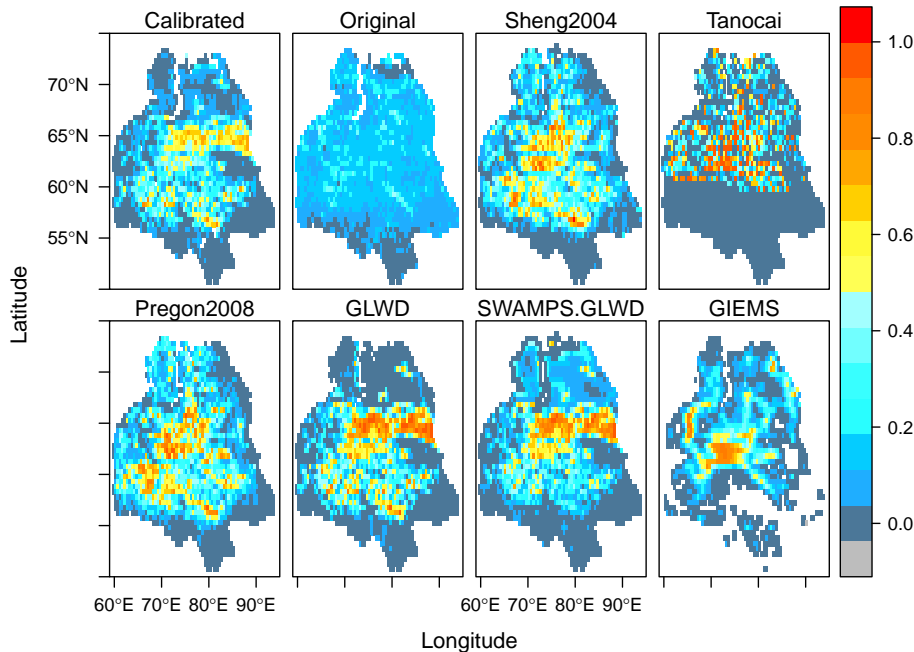 Calibrated Original Sheng2004 Tanocai
70°N
65°N
60°N
55°N
Latitude
Pregon2008 GLWD SWAMPS.GLWD GIEMS
60°E 70°E 80°E 90°E 60°E 70°E 80°E 90°E
Longitude
1.0
0.8
0.6
0.4
0.2
0.0